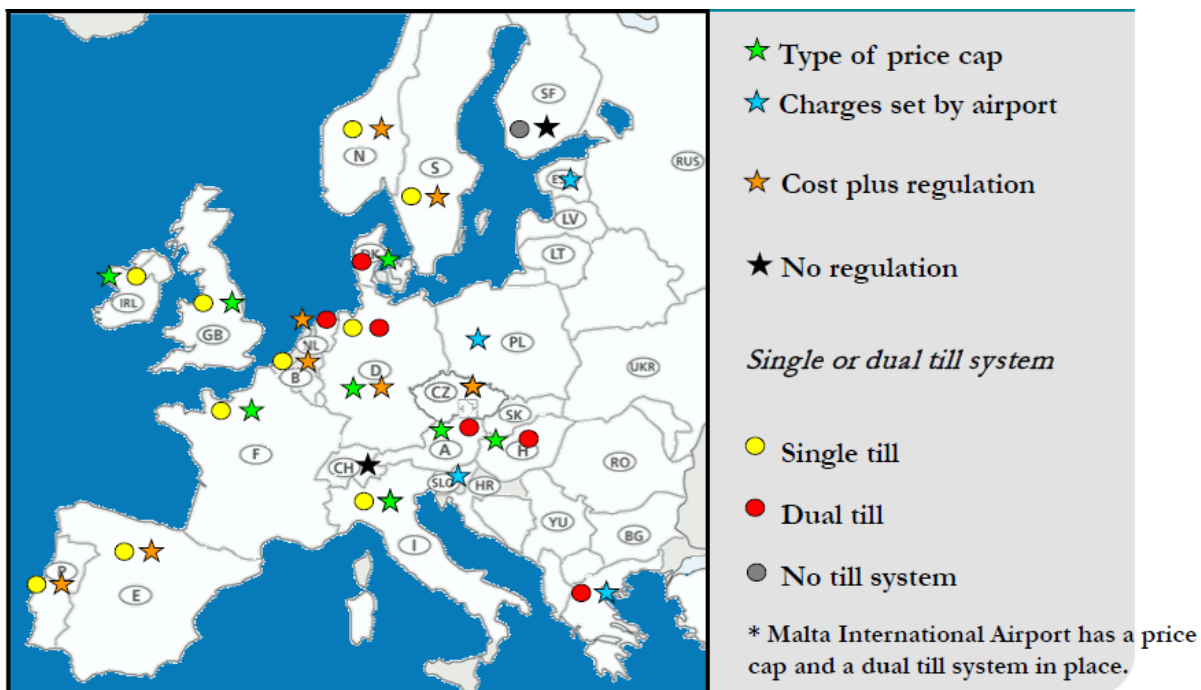 SF
N
S
RUS
ES
LV
DK
LT
IRL
GB
NL
PL
B
D
UKR
CZ
SK
F
A
H
CH
RO
SLO
HR
YU
I
BG
P
E
Type of price cap
Charges set by airport
Cost plus regulation
No regulation
Single or dual till system
Single till
Dual till
No till system
* Malta International Airport has a price
cap and a dual till system in place.